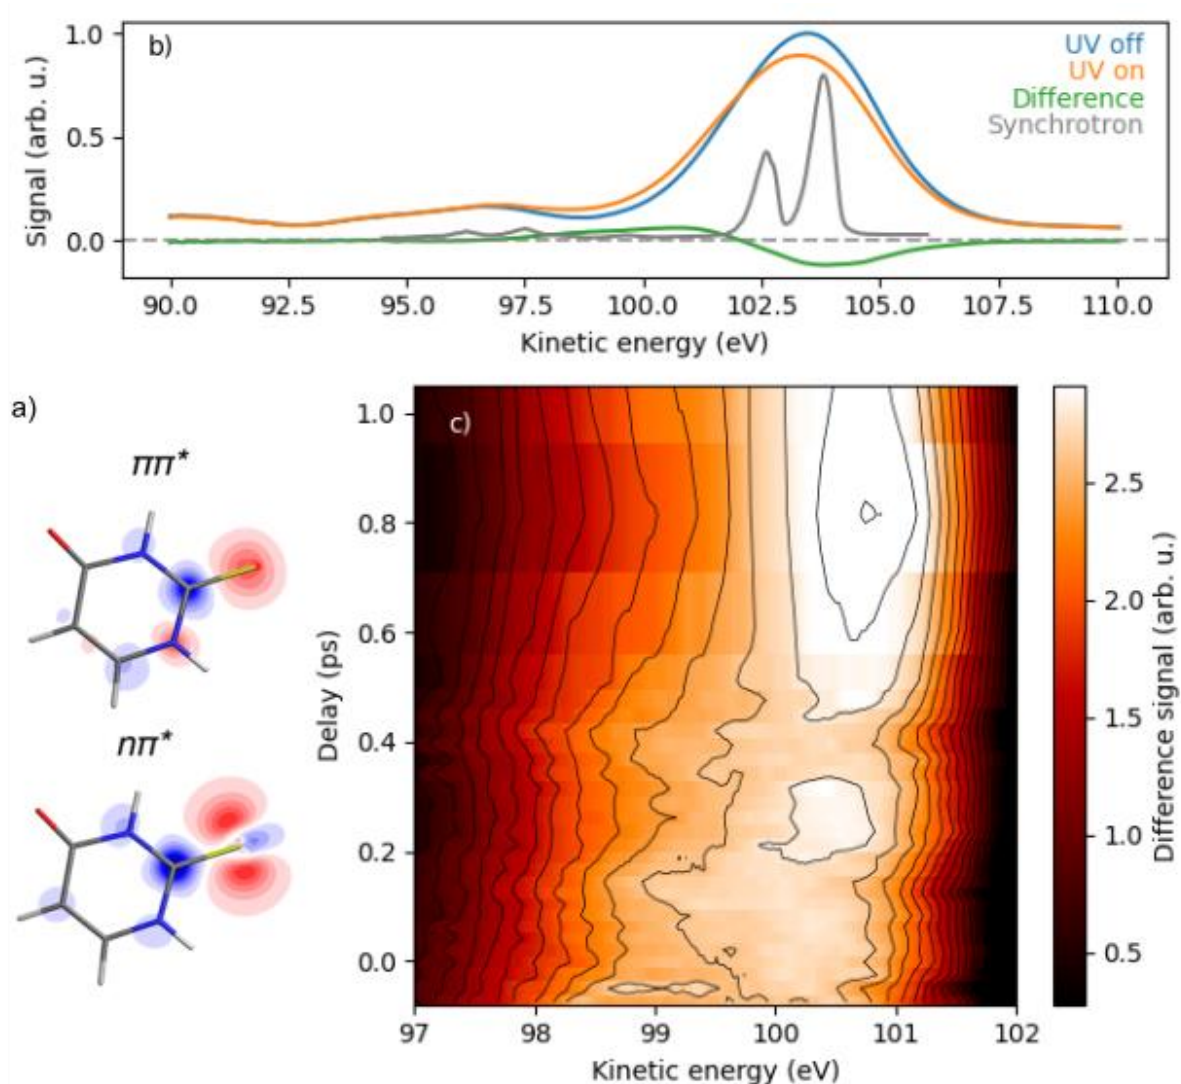 b)
UV off
UV on
Difference
Synchrotron
Signal (arb. u.)
1.0
0.5
0.0
90.0 92.5 95.0 97.5 100.0 102.5 105.0 107.5 110.0
Kinetic energy (eV)
a)
ππ*
nπ*
c)
Delay (ps)
1.0
0.8
0.6
0.4
0.2
0.0
97 98 99 100 101 102
Kinetic energy (eV)
2.5
2.0
1.5
1.0
0.5
Difference signal (arb. u.)